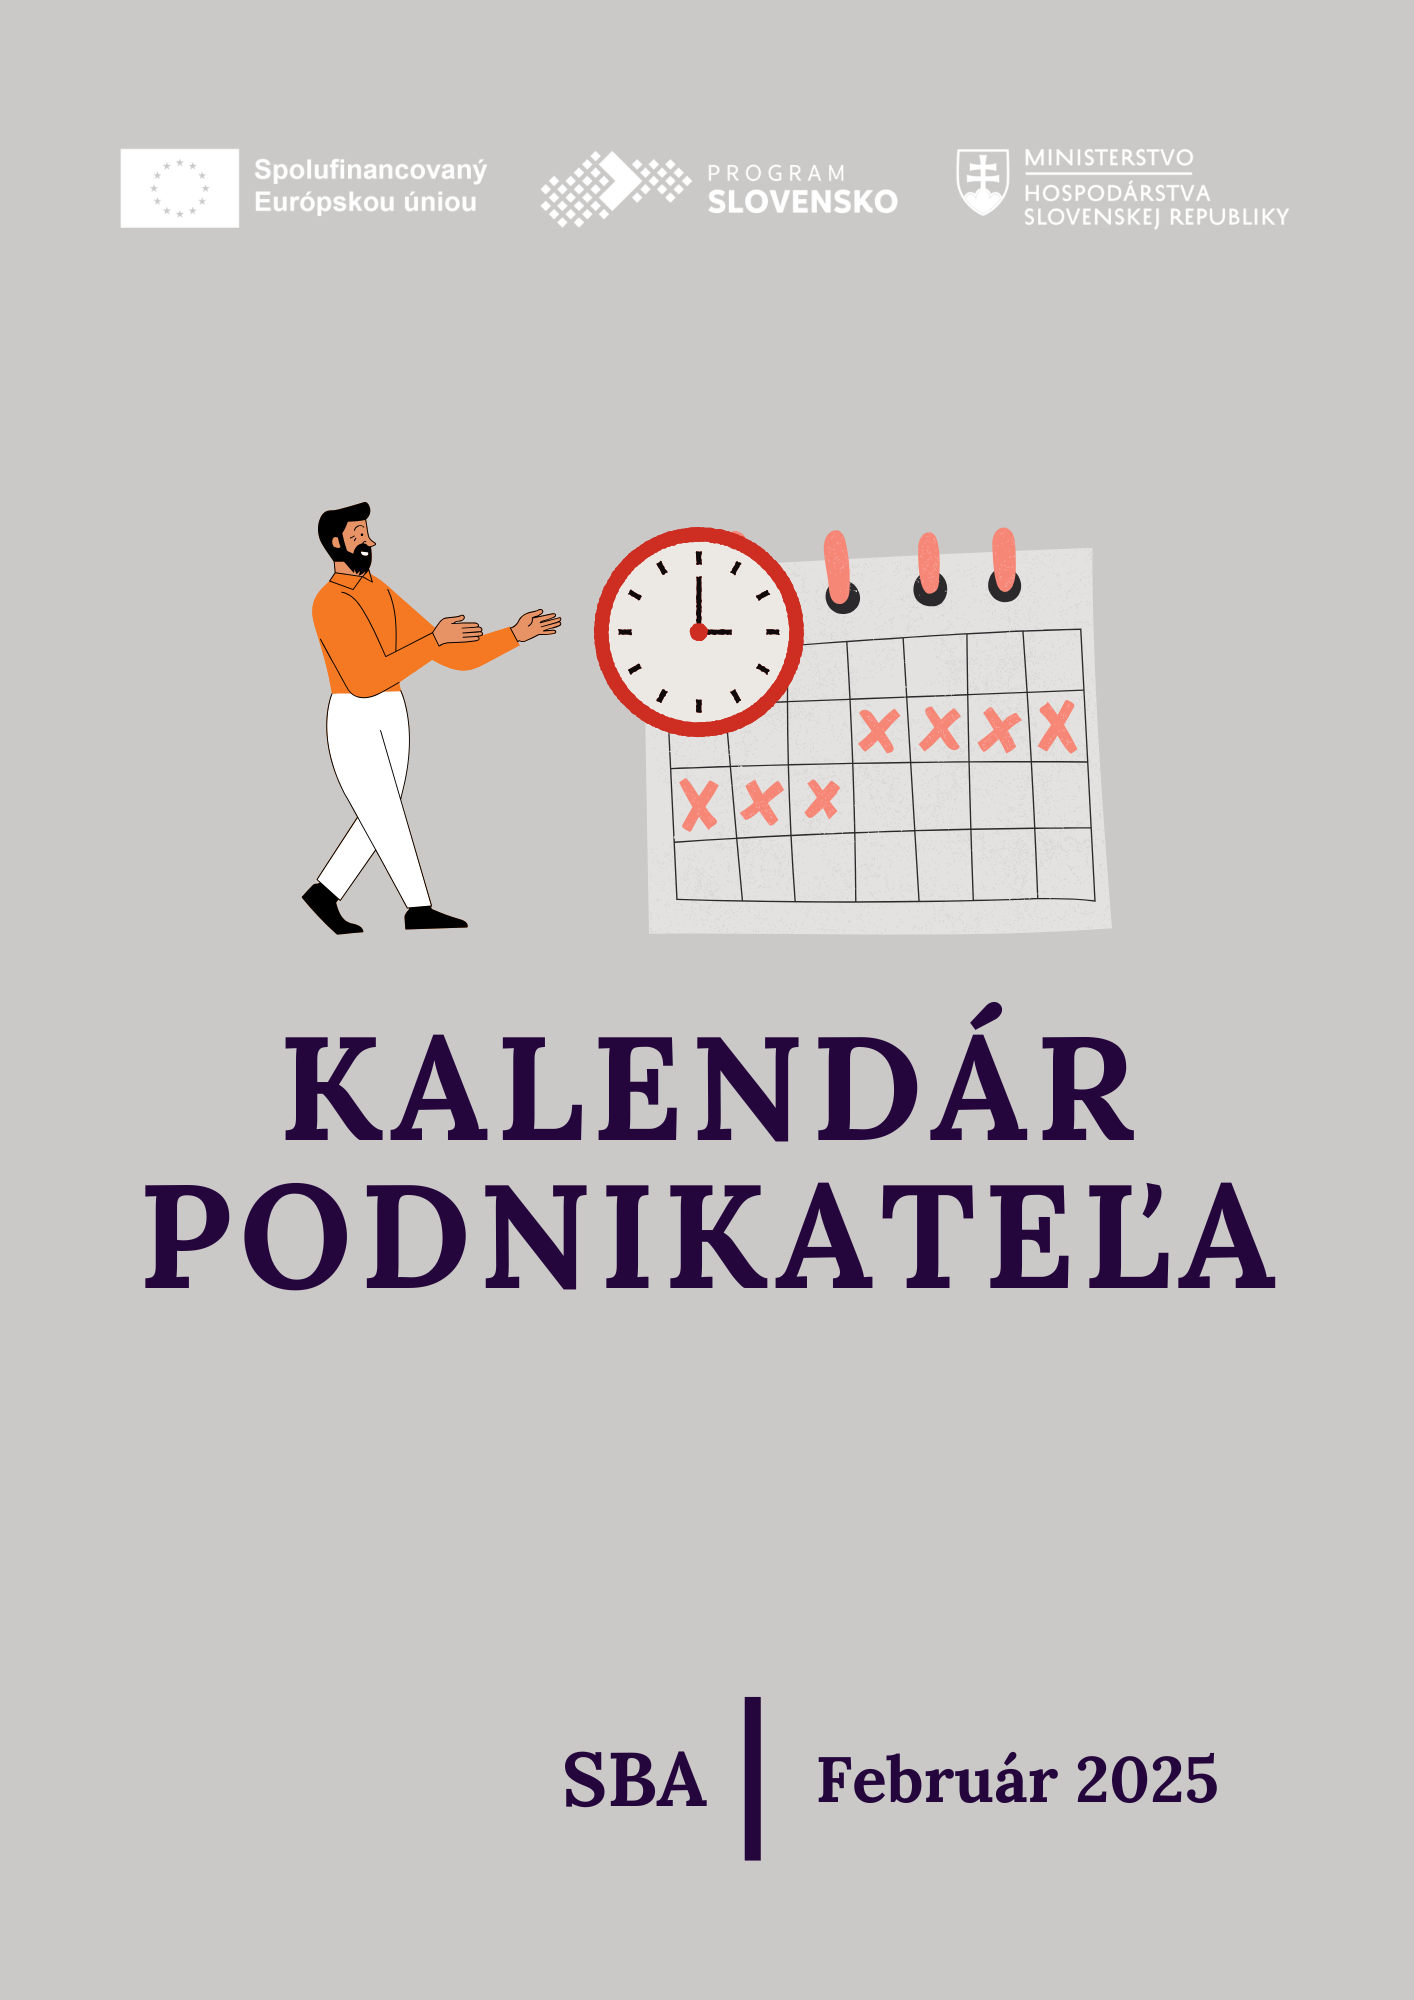 Spolufinancovaný
Európskou úniou
PROGRAM
SLOVENSKO
MINISTERSTVO
HOSPODÁRSTVA
SLOVENSKEJ REPUBLIKY
KALENDÁR
PODNIKATEĽA
SBA
Február 2025